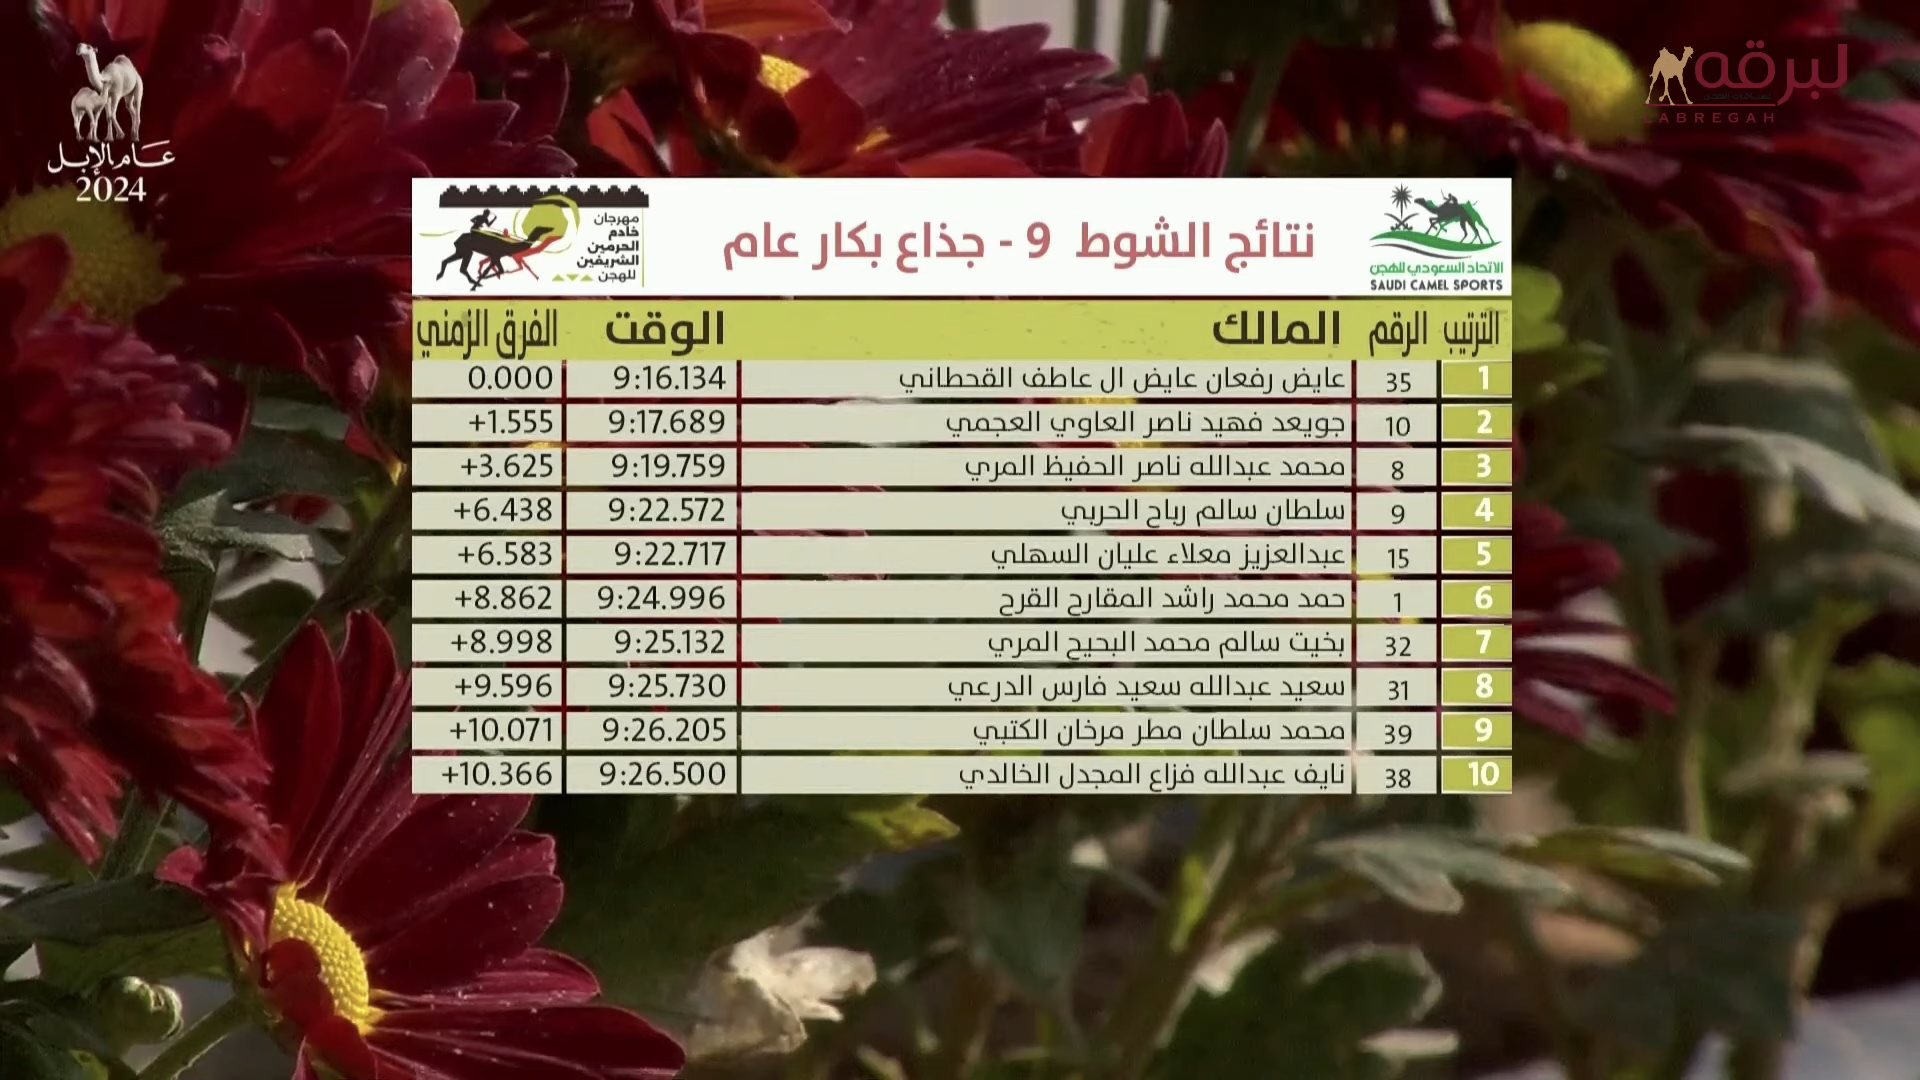 عام الإبل
2024
لبرقه
LABREGAH
مهرجان
خادم
الحرمين
الشريفين
للهجن
نتائج الشوط 9 - جذاع بكار عام
الاتحاد السعودي للهجن
SAUDI CAMEL SPORTS
الترتيب الرقم المالك الوقت الفرق الزمني
1 35 عايض رفعان عايض ال عاطف القحطاني 9:16.134 0.000
2 10 جويعد فهيد ناصر العاوي العجمي 9:17.689 +1.555
3 8 محمد عبدالله ناصر الحفيظ المري 9:19.759 +3.625
4 9 سلطان سالم رباح الحربي 9:22.572 +6.438
5 15 عبدالعزيز معلاء عليان السهلي 9:22.717 +6.583
6 1 حمد محمد راشد المقارح القرح 9:24.996 +8.862
7 32 بخيت سالم محمد البحيح المري 9:25.132 +8.998
8 31 سعيد عبدالله سعيد فارس الدرعي 9:25.730 +9.596
9 39 محمد سلطان مطر مرخان الكتبي 9:26.205 +10.071
10 38 نايف عبدالله فزاع المجدل الخالدي 9:26.500 +10.366